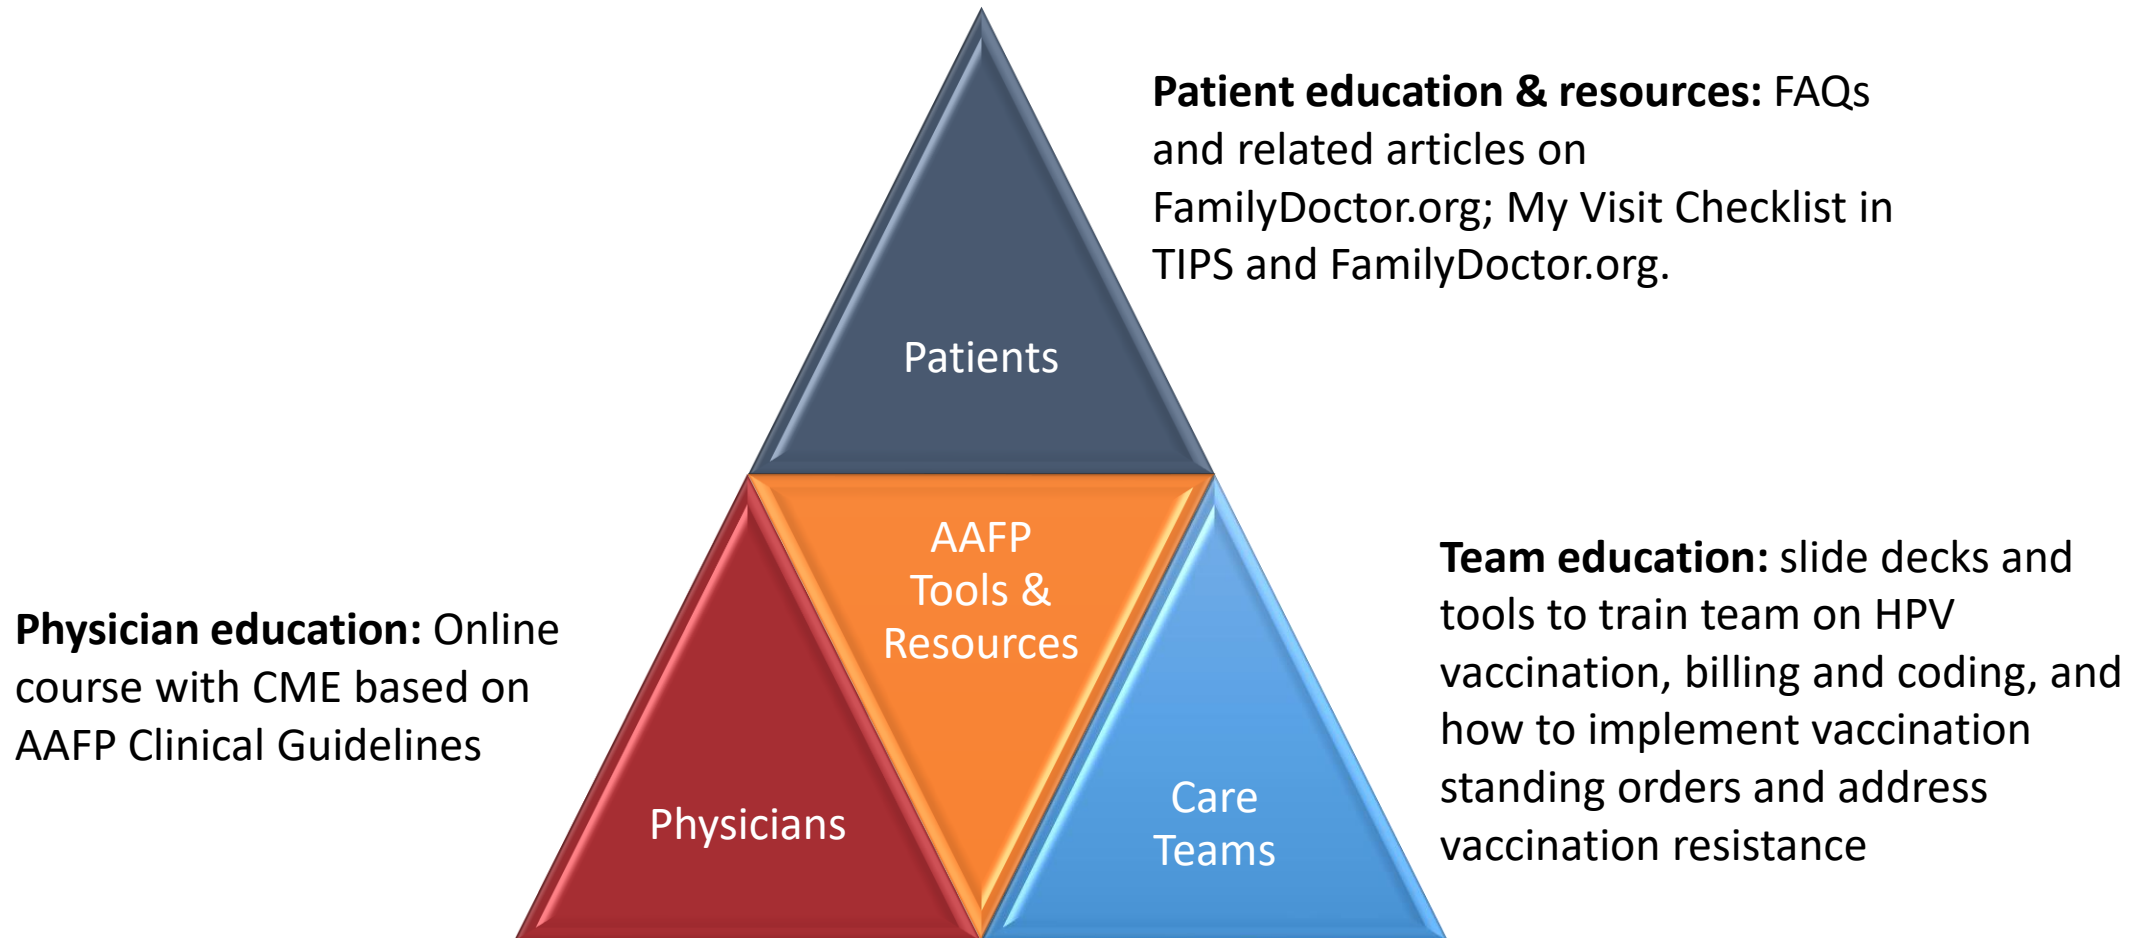 Patient education & resources: FAQs
and related articles on
FamilyDoctor.org; My Visit Checklist in
TIPS and FamilyDoctor.org.
Patients
AAFP
Tools &
Resources
Physician education: Online
course with CME based on
AAFP Clinical Guidelines
Physicians
Care
Teams
Team education: slide decks and
tools to train team on HPV
vaccination, billing and coding, and
how to implement vaccination
standing orders and address
vaccination resistance